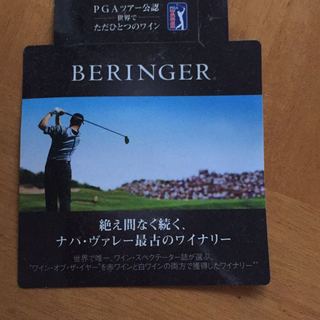 PGAツアー公認
世界で
ただひとつのワイン
PGA TOUR
BERINGER
絶え間なく続く、
ナパ・ヴァレー最古のワイナリー
世界で唯一、ワイン・スペクテーター誌が選ぶ、
"ワイン・オブ・ザ・イヤー"を赤ワインと白ワインの両方で獲得したワイナリー**